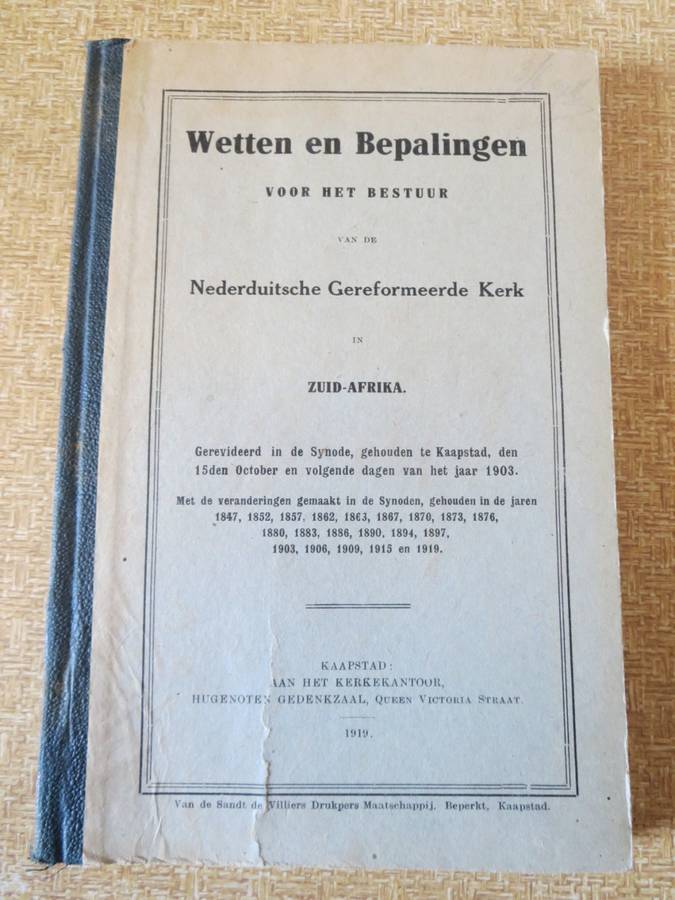 Wetten en Bepalingen
VOOR HET BESTUUR
VAN DE
Nederduitsche Gereformeerde Kerk
IN
ZUID-AFRIKA.
Gerevideerd in de Synode, gehouden te Kaapstad, den
15den October en volgende dagen van het jaar 1903.
Met de veranderingen gemaakt in de Synoden, gehouden in de jaren
1847, 1852, 1857, 1862, 1863, 1867, 1870, 1873, 1876,
1880, 1883, 1886, 1890, 1894, 1897,
1903, 1906, 1909, 1915 en 1919.
KAAPSTAD:
AAN HET KERKEKANTOOR,
HUGENOTEN GEDENKZAAL, QUEEN VICTORIA STRAAT.
1919.
Van de Sandt de Villiers Drukpers Maatschappij, Beperkt, Kaapstad.